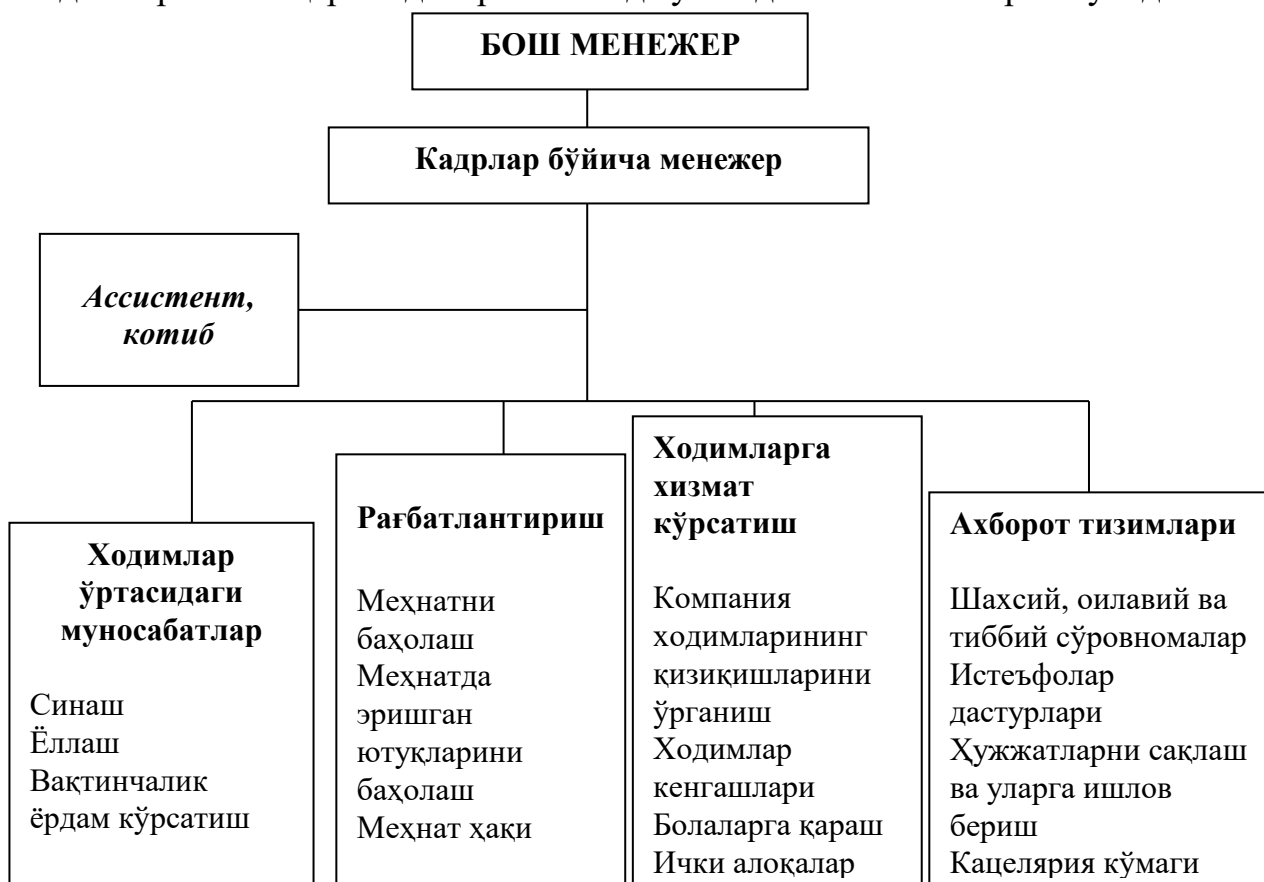 БОШ МЕНЕЖЕР
Кадрлар бўйича менежер
Ассистент,
котиб
Ходимлар
ўртасидаги
муносабатлар
Синаш
Ёллаш
Вақтинчалик
ёрдам кўрсатиш
Рағбатлантириш
Меҳнатни
баҳолаш
Меҳнатда
эришган
ютуқларини
баҳолаш
Меҳнат ҳақи
Ходимларга
хизмат
кўрсатиш
Компания
ходимларининг
қизиқишларини
ўрганиш
Ходимлар
кенгашлари
Болаларга қараш
Ички алоқалар
Ахборот тизимлари
Шахсий, оилавий ва
тиббий сўровномалар
Истеъфолар
дастурлари
Ҳужжатларни сақлаш
ва уларга ишлов
бериш
Кацелярия кўмаги